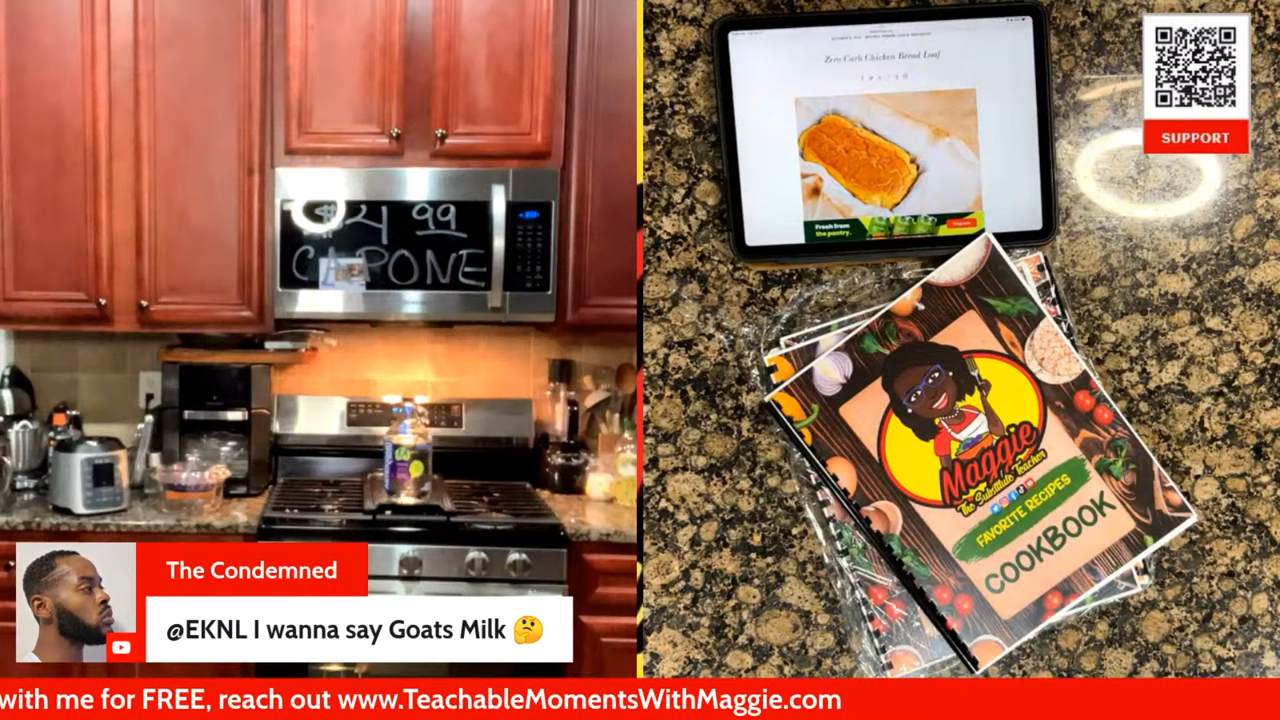 $4 99
CAPONE
Zero Carb Chicken Bread Loaf
Fresh from
the pantry.
SUPPORT
Maggie
The Substitute Teacher
FAVORITE RECIPES
COOKBOOK
The Condemned
@EKNL I wanna say Goats Milk 🤔
with me for FREE, reach out www.TeachableMomentsWithMaggie.com